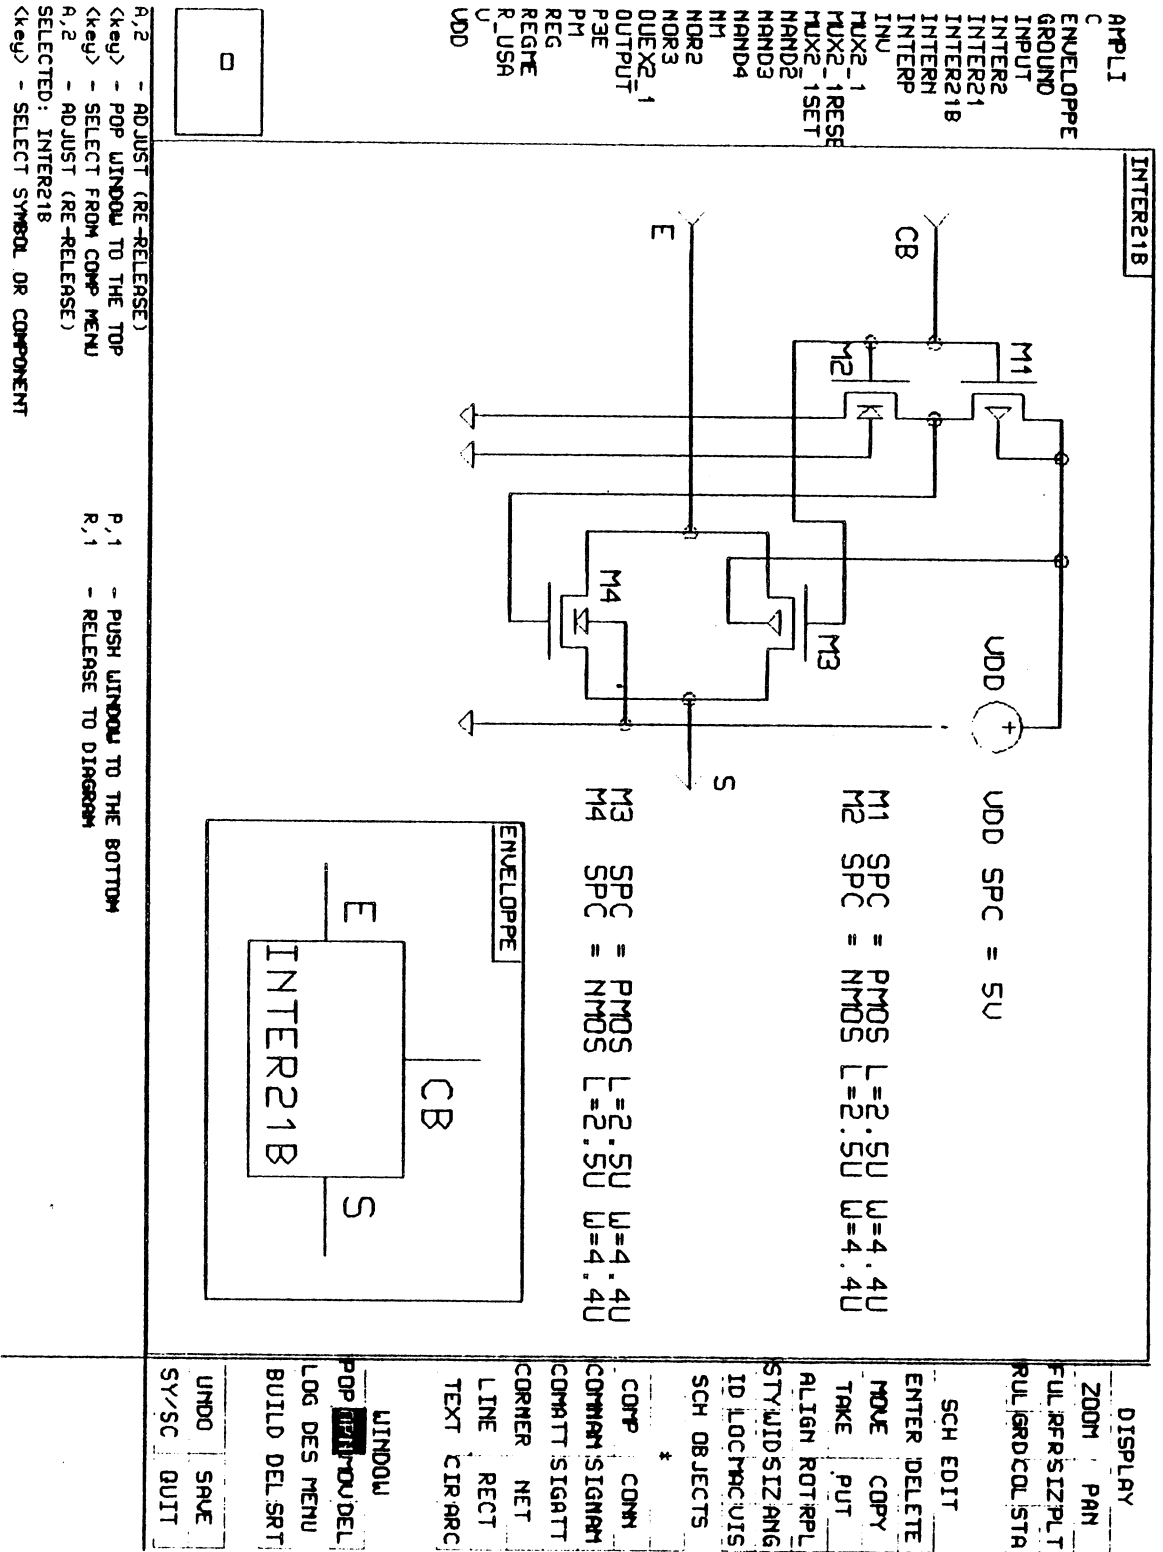 AMPLI
C
ENVELOPPE
GROUND
INPUT
INTER2
INTER21
INTER21B
INTERN
INTERP
INV
MUX2_1
MUX2_1RESE
MUX2_1SET
NAND2
NAND3
NAND4
NM
NOR2
NOR3
OUEX2_1
OUTPUT
P3E
PM
REG
REGME
R_USA
V
VDD
INTER21B
CB
E
M1
M2
M3
M4
VDD
+
S
VDD SPC = 5V
M1 SPC = PMOS L=2.5U W=4.4U
M2 SPC = NMOS L=2.5U W=4.4U
M3 SPC = PMOS L=2.5U W=4.4U
M4 SPC = NMOS L=2.5U W=4.4U
ENVELOPPE
CB
E
S
INTER21B
DISPLAY
ZOOM PAN
FUL RFR SIZ PLT
RUL GRD COL STA
SCH EDIT
ENTER DELETE
MOVE COPY
TAKE PUT
ALIGN ROT RPL
STY WID SIZ ANG
ID LOC MAC VIS
SCH OBJECTS
*
COMP CONN
COMNAM SIGNAM
COMATT SIGATT
CORNER NET
LINE RECT
TEXT CIR ARC
WINDOW
POP OPN MOV DEL
LOG DES MENU
BUILD DEL SRT
UNDO SAVE
SY/SC QUIT
A,2 - ADJUST (RE-RELEASE)
<key> - POP WINDOW TO THE TOP
P,1 - PUSH WINDOW TO THE BOTTOM
<key> - SELECT FROM COMP MENU
R,1 - RELEASE TO DIAGRAM
A,2 - ADJUST (RE-RELEASE)
SELECTED: INTER21B
<key> - SELECT SYMBOL OR COMPONENT